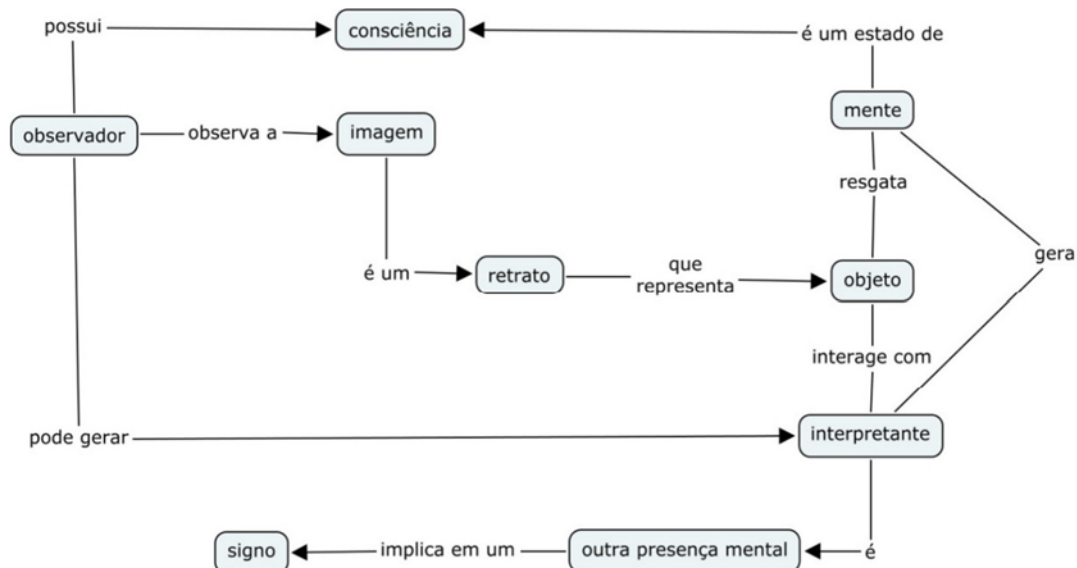 possui
consciência
é um estado de
mente
observador
observa a
imagem
resgata
gera
é um
retrato
que
representa
objeto
interage com
pode gerar
interpretante
signo
implica em um
outra presença mental
é